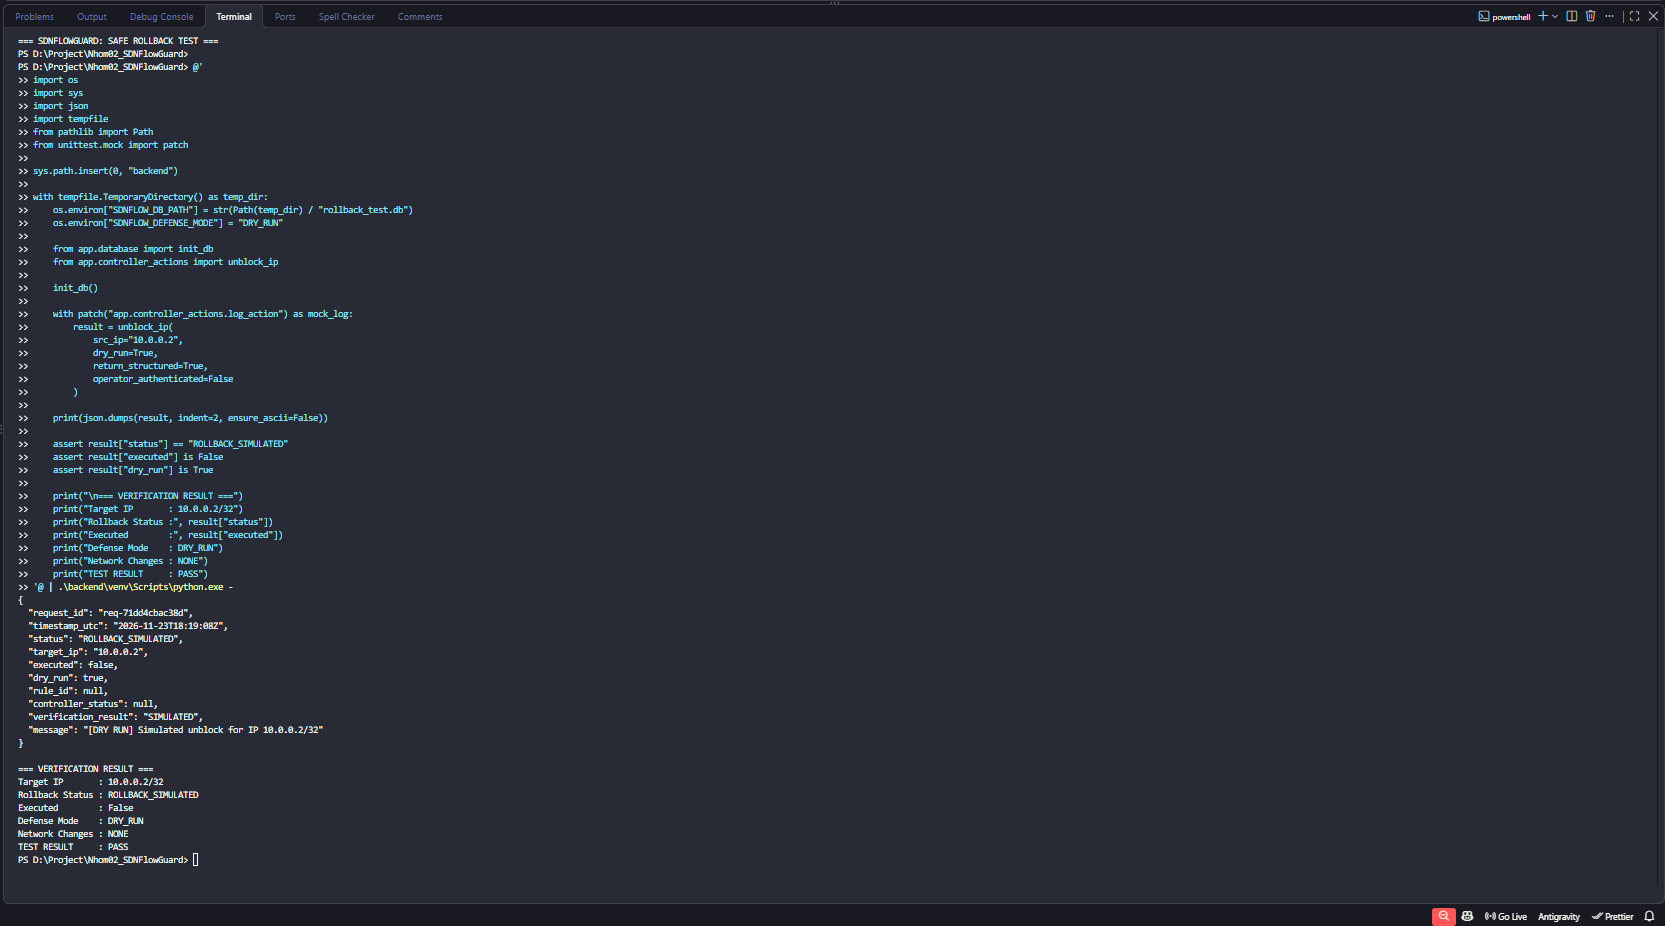 Problems Output Debug Console Terminal Ports Spell Checker Comments powershell
=== SDNFLOWGUARD: SAFE ROLLBACK TEST ===
PS D:\Project\Nhom02_SDNFlowGuard>
PS D:\Project\Nhom02_SDNFlowGuard> @'
>> import os
>> import sys
>> import json
>> import tempfile
>> from pathlib import Path
>> from unittest.mock import patch
>>
>> sys.path.insert(0, "backend")
>>
>> with tempfile.TemporaryDirectory() as temp_dir:
>>     os.environ["SDNFLOW_DB_PATH"] = str(Path(temp_dir) / "rollback_test.db")
>>     os.environ["SDNFLOW_DEFENSE_MODE"] = "DRY_RUN"
>>
>>     from app.database import init_db
>>     from app.controller_actions import unblock_ip
>>
>>     init_db()
>>
>>     with patch("app.controller_actions.log_action") as mock_log:
>>         result = unblock_ip(
>>             src_ip="10.0.0.2",
>>             dry_run=True,
>>             return_structured=True,
>>             operator_authenticated=False
>>         )
>>
>>     print(json.dumps(result, indent=2, ensure_ascii=False))
>>
>>     assert result["status"] == "ROLLBACK_SIMULATED"
>>     assert result["executed"] is False
>>     assert result["dry_run"] is True
>>
>>     print("\n=== VERIFICATION RESULT ===")
>>     print("Target IP       : 10.0.0.2/32")
>>     print("Rollback Status :", result["status"])
>>     print("Executed        :", result["executed"])
>>     print("Defense Mode    : DRY_RUN")
>>     print("Network Changes : NONE")
>>     print("TEST RESULT     : PASS")
>> '@ | .\backend\venv\Scripts\python.exe -
{
  "request_id": "req-71dd4cbac38d",
  "timestamp_utc": "2026-11-23T18:19:08Z",
  "status": "ROLLBACK_SIMULATED",
  "target_ip": "10.0.0.2",
  "executed": false,
  "dry_run": true,
  "rule_id": null,
  "controller_status": null,
  "verification_result": "SIMULATED",
  "message": "[DRY RUN] Simulated unblock for IP 10.0.0.2/32"
}
=== VERIFICATION RESULT ===
Target IP       : 10.0.0.2/32
Rollback Status : ROLLBACK_SIMULATED
Executed        : False
Defense Mode    : DRY_RUN
Network Changes : NONE
TEST RESULT     : PASS
PS D:\Project\Nhom02_SDNFlowGuard>
Go Live Antigravity Prettier